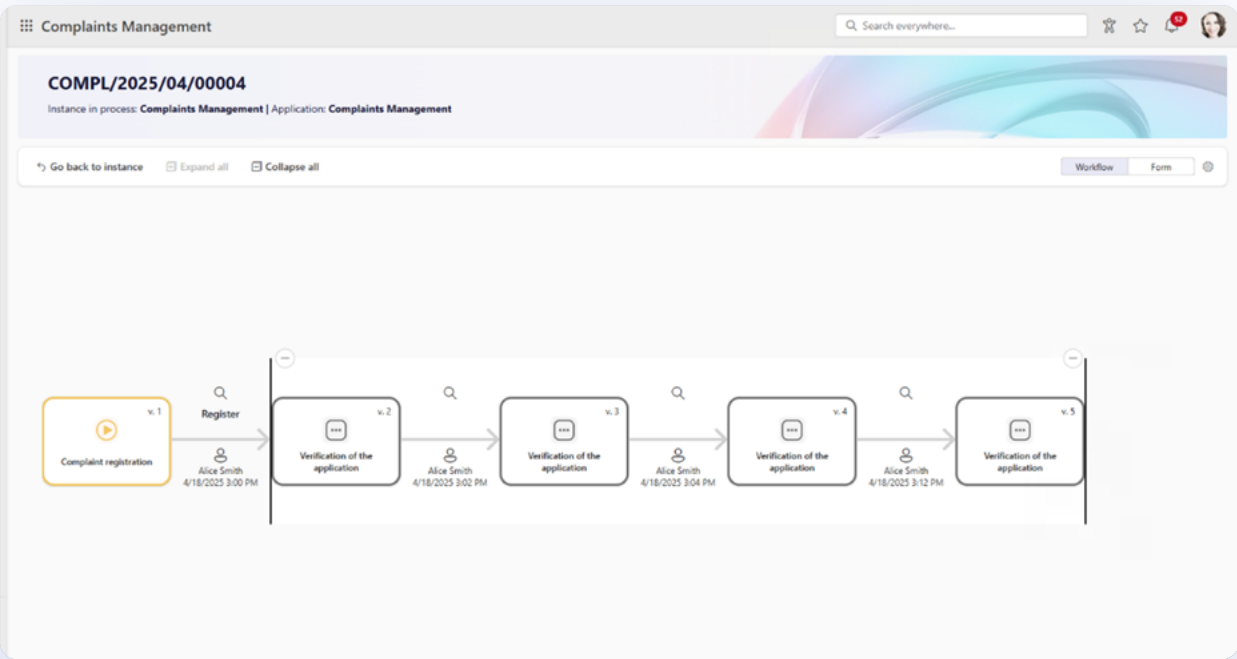 Complaints Management
Search everywhere...
52
COMPL/2025/04/00004
Instance in process: Complaints Management | Application: Complaints Management
Go back to instance
Expand all
Collapse all
Workflow
Form
v. 1
Complaint registration
Register
Alice Smith
4/18/2025 3:00 PM
v. 2
Verification of the
application
Alice Smith
4/18/2025 3:02 PM
v. 3
Verification of the
application
Alice Smith
4/18/2025 3:04 PM
v. 4
Verification of the
application
Alice Smith
4/18/2025 3:12 PM
v. 5
Verification of the
application